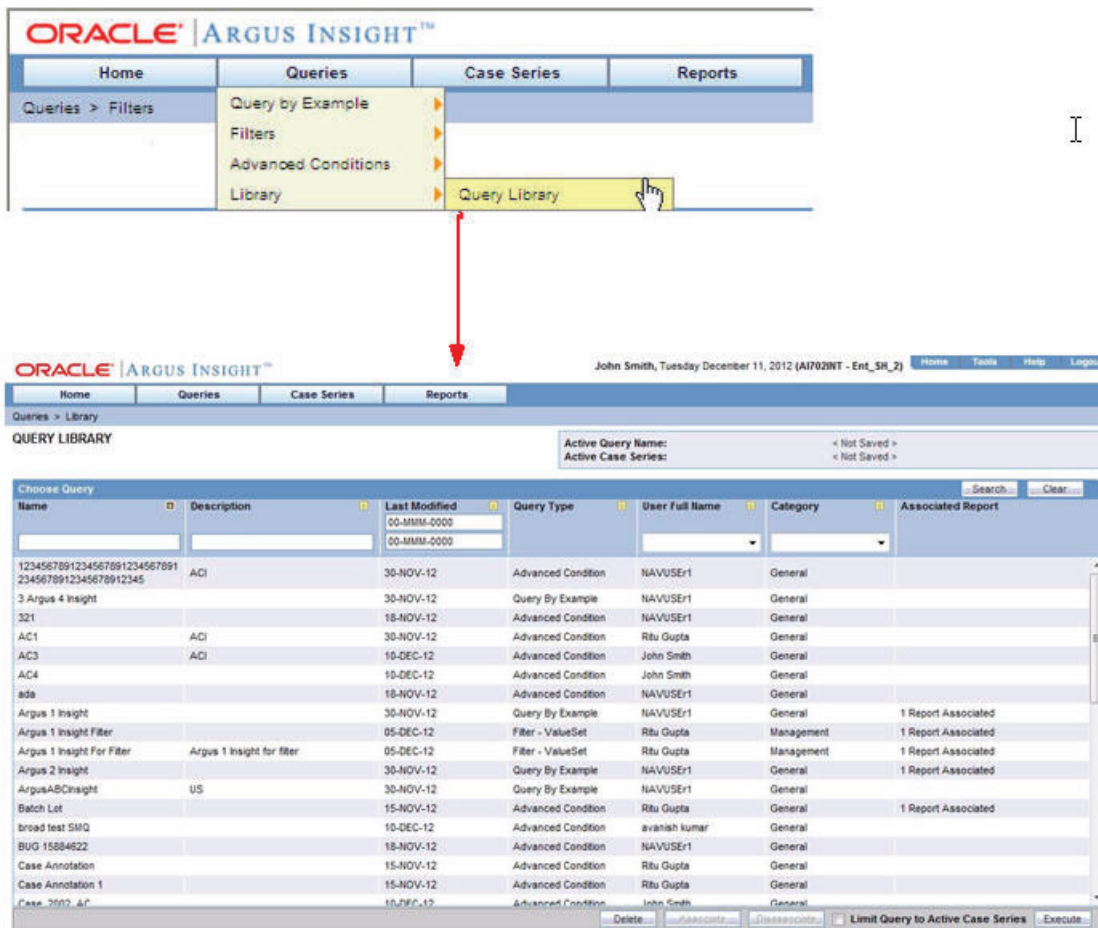 ORACLE® | ARGUS INSIGHT™
Home Queries Case Series Reports
Queries > Filters
Query by Example
Filters
Advanced Conditions
Library
Query Library
ORACLE® | ARGUS INSIGHT™
John Smith, Tuesday December 11, 2012 (AI702INT - Ent_SH_2) Home Tools Help Logou
Home Queries Case Series Reports
Queries > Library
QUERY LIBRARY
Active Query Name: < Not Saved >
Active Case Series: < Not Saved >
Choose Query Search Clear
Name Description Last Modified Query Type User Full Name Category Associated Report
00-MMM-0000
00-MMM-0000
1234567891234567891234567891
2345678912345678912345 ACI 30-NOV-12 Advanced Condition NAVUSEr1 General
3 Argus 4 Insight 30-NOV-12 Query By Example NAVUSEr1 General
321 18-NOV-12 Advanced Condition NAVUSEr1 General
AC1 ACI 30-NOV-12 Advanced Condition Ritu Gupta General
AC3 ACI 10-DEC-12 Advanced Condition John Smith General
AC4 10-DEC-12 Advanced Condition John Smith General
ada 18-NOV-12 Advanced Condition NAVUSEr1 General
Argus 1 Insight 30-NOV-12 Query By Example NAVUSEr1 General 1 Report Associated
Argus 1 Insight Filter 05-DEC-12 Filter - ValueSet Ritu Gupta Management 1 Report Associated
Argus 1 Insight For Filter Argus 1 Insight for filter 05-DEC-12 Filter - ValueSet Ritu Gupta Management 1 Report Associated
Argus 2 Insight 30-NOV-12 Query By Example NAVUSEr1 General 1 Report Associated
ArgusABCInsight US 30-NOV-12 Query By Example NAVUSEr1 General
Batch Lot 15-NOV-12 Advanced Condition Ritu Gupta General 1 Report Associated
broad test SMQ 10-DEC-12 Advanced Condition avanish kumar General
BUG 15884622 18-NOV-12 Advanced Condition NAVUSEr1 General
Case Annotation 15-NOV-12 Advanced Condition Ritu Gupta General
Case Annotation 1 15-NOV-12 Advanced Condition Ritu Gupta General
Case_2002_AC 10-DEC-12 Advanced Condition John Smith General
Delete Associate Disassociate Limit Query to Active Case Series Execute